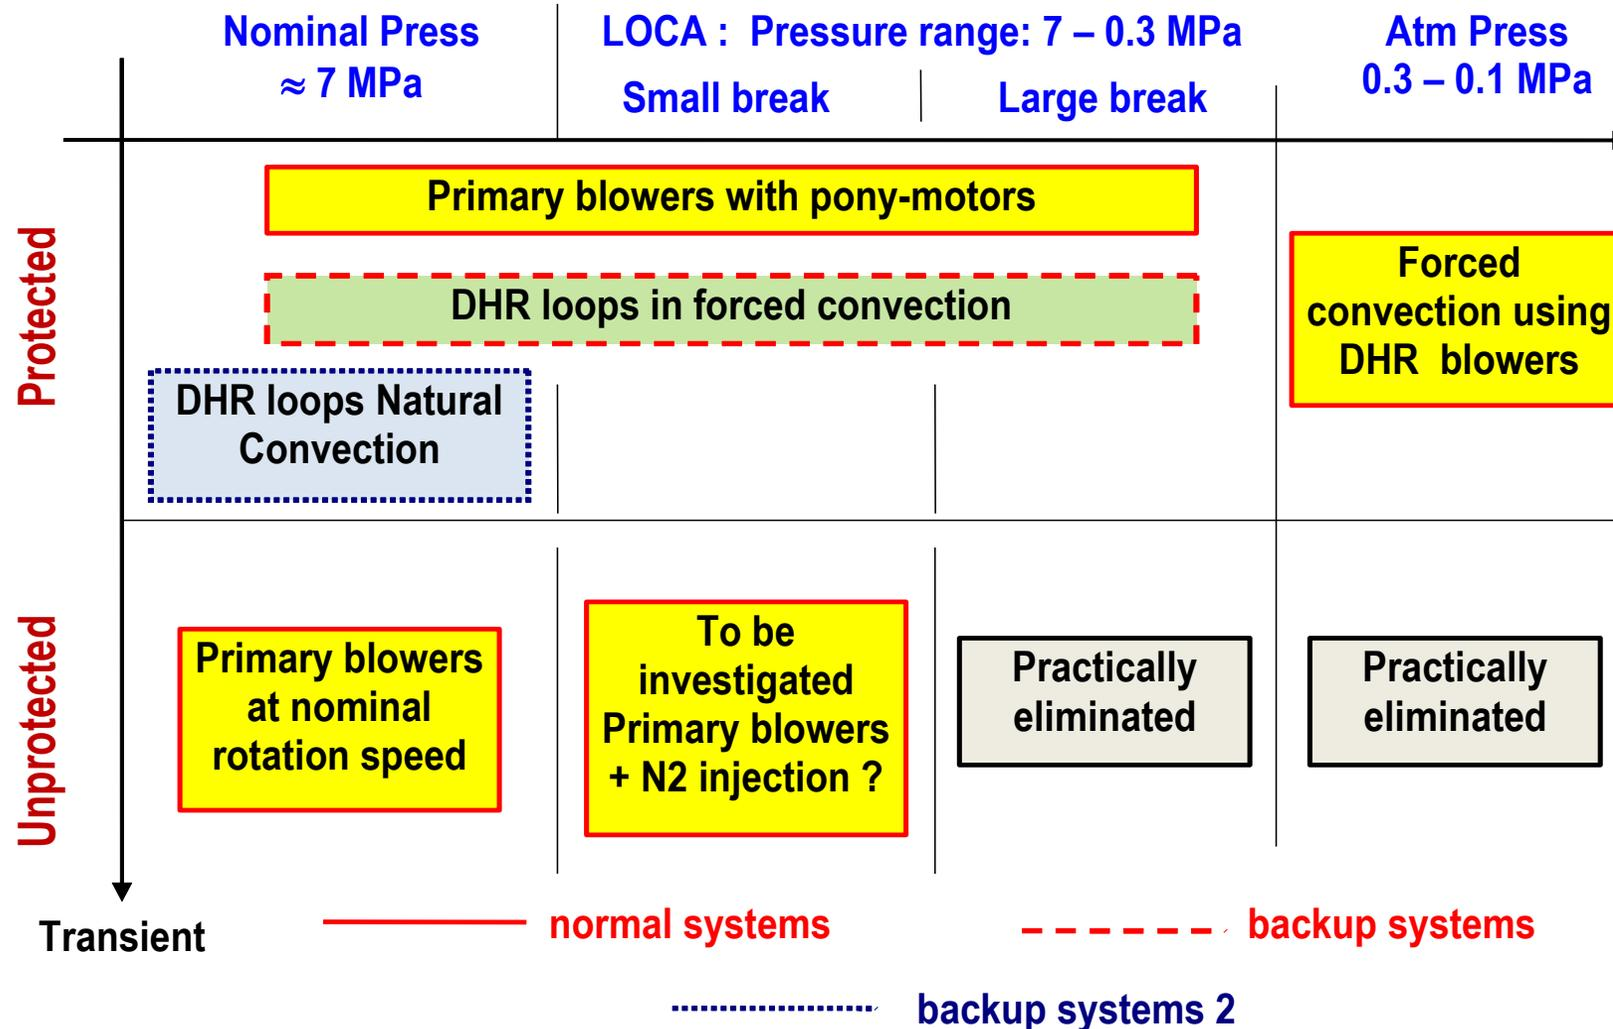 Nominal Press
≈ 7 MPa
LOCA : Pressure range: 7 – 0.3 MPa
Small break
Large break
Atm Press
0.3 – 0.1 MPa
Protected
Primary blowers with pony-motors
DHR loops in forced convection
DHR loops Natural
Convection
Forced
convection using
DHR blowers
Unprotected
Primary blowers
at nominal
rotation speed
To be
investigated
Primary blowers
+ N2 injection ?
Practically
eliminated
Practically
eliminated
Transient
normal systems
backup systems
backup systems 2